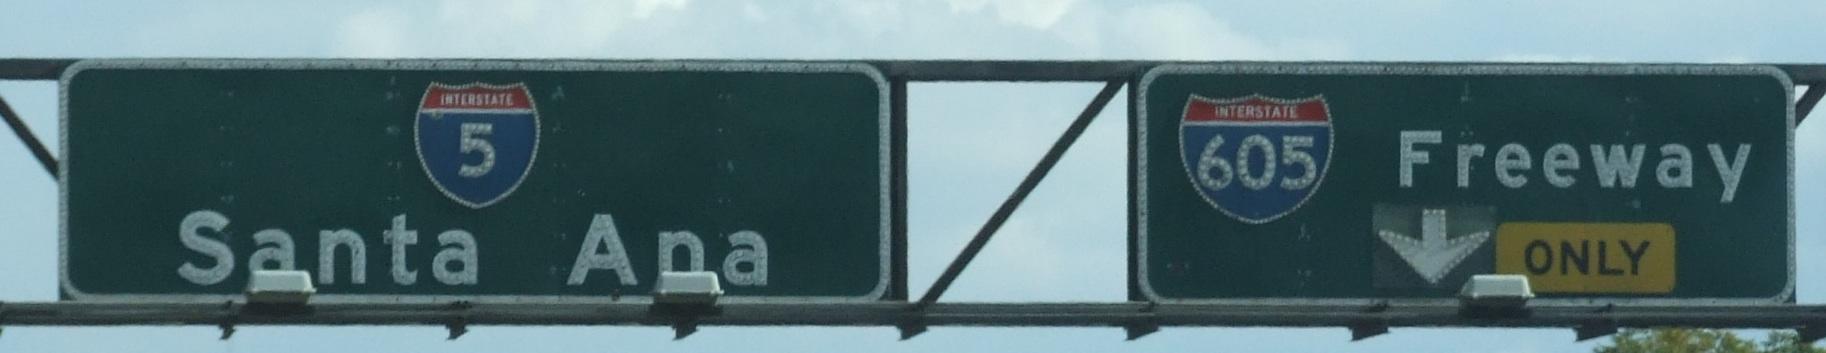 INTERSTATE
5
Santa Ana
INTERSTATE
605 Freeway
ONLY